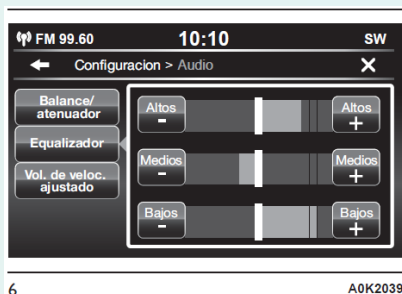 FM 99.60
10:10
SW
Configuracion > Audio
Balance/
atenuador
Equalizador
Vol. de veloc.
ajustado
Altos
-
Altos
+
Medios
-
Medios
+
Bajos
-
Bajos
+
6
A0K2039